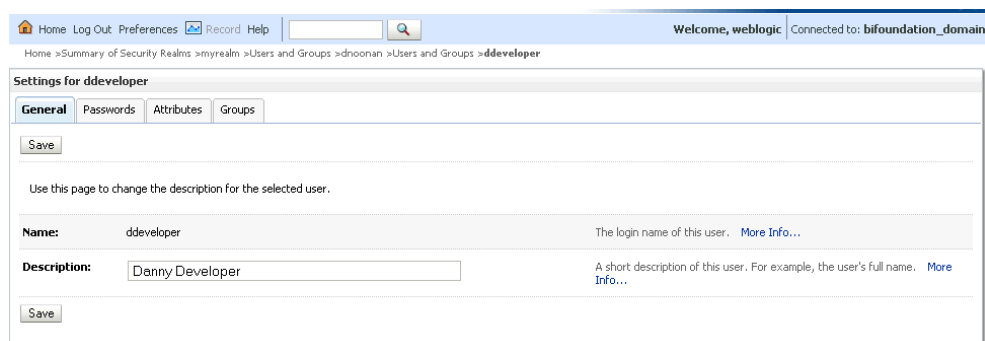 Home Log Out Preferences Record Help
Welcome, weblogic Connected to: bifoundation_domain
Home >Summary of Security Realms >myrealm >Users and Groups >dnoonan >Users and Groups >ddeveloper
Settings for ddeveloper
General Passwords Attributes Groups
Save
Use this page to change the description for the selected user.
Name: ddeveloper The login name of this user. More Info...
Description: Danny Developer A short description of this user. For example, the user's full name. More
Info...
Save